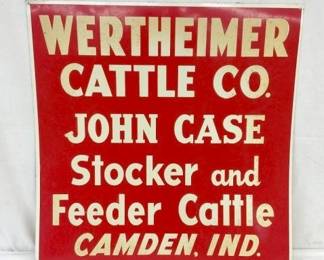 WERTHEIMER
CATTLE CO.
JOHN CASE
Stocker and
Feeder Cattle
CAMDEN, IND.